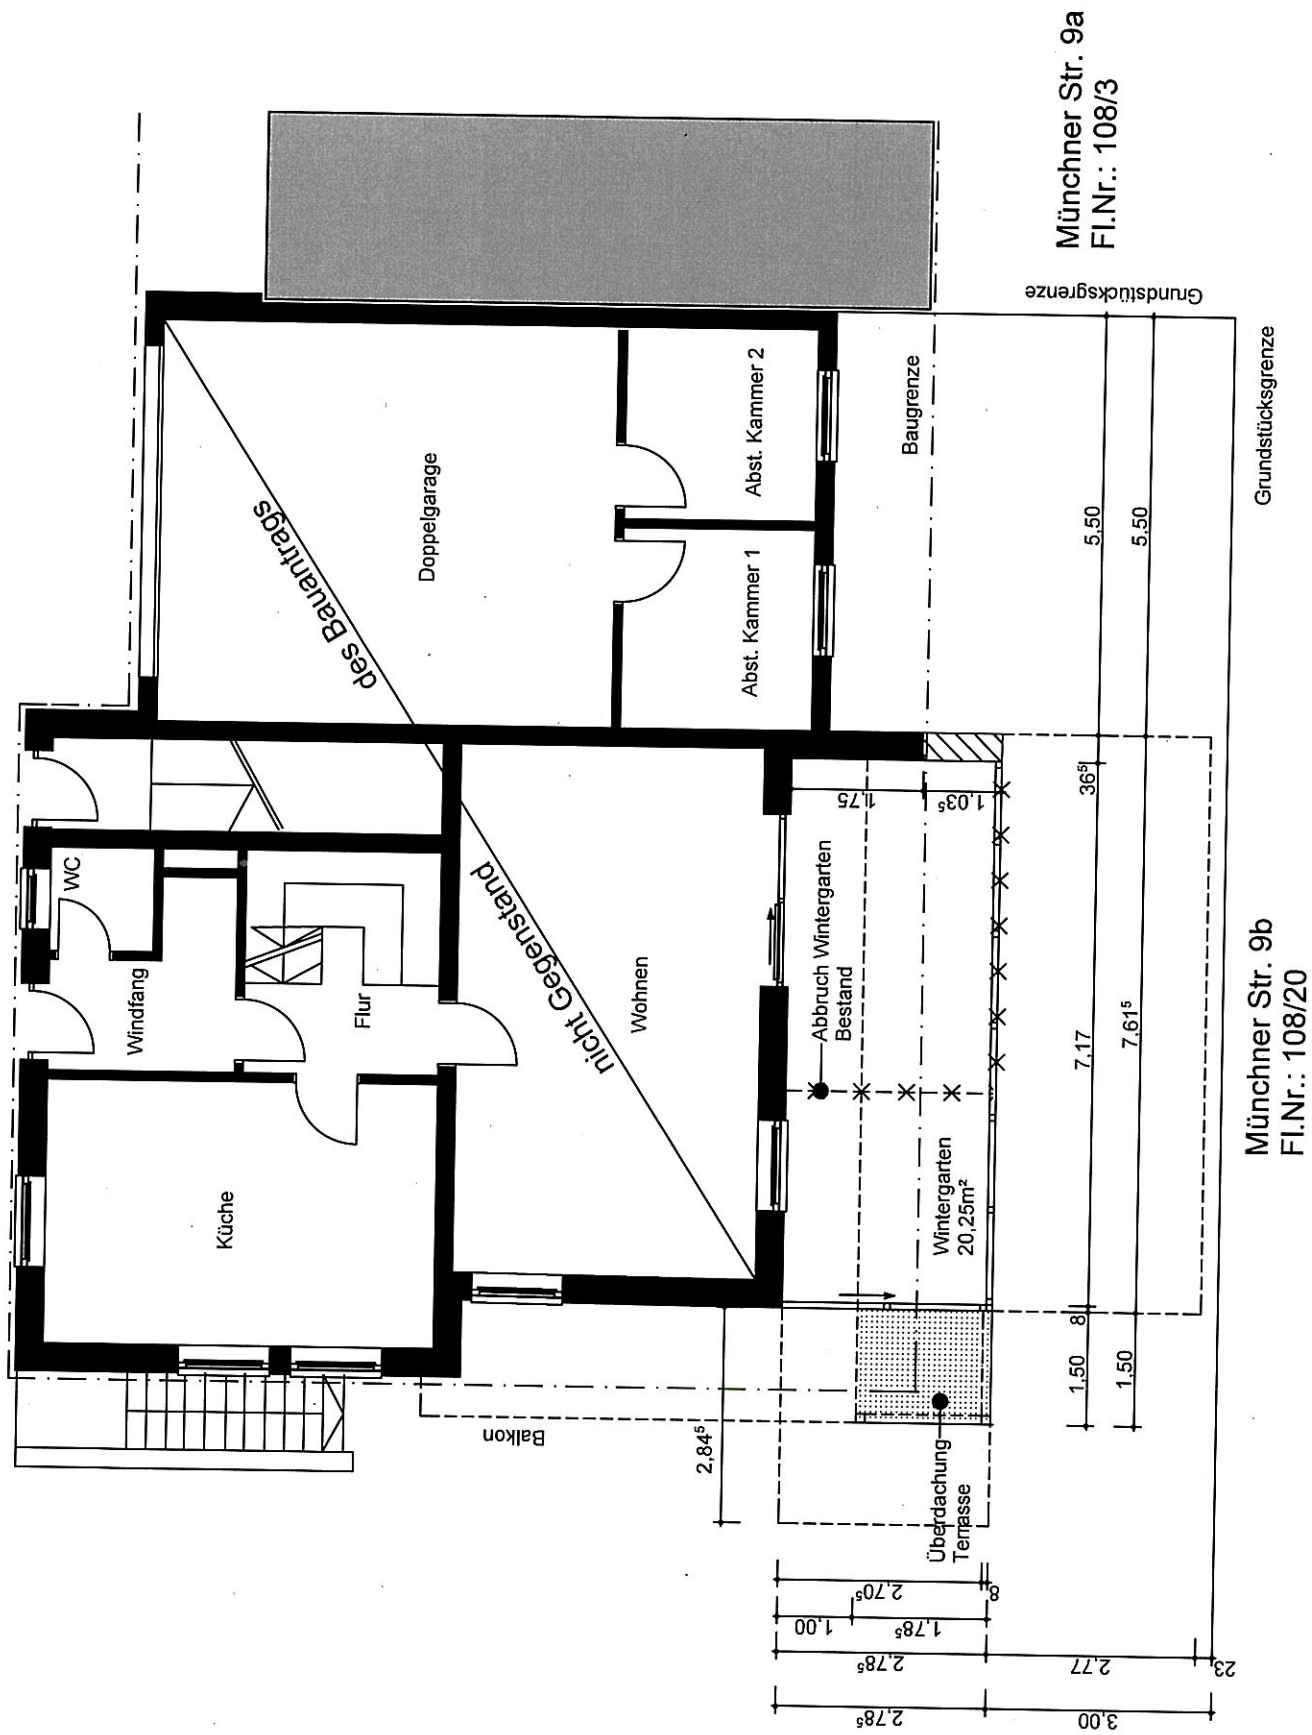 Münchner Str. 9a
Fl.Nr.: 108/3
Grundstücksgrenze
Grundstücksgrenze
Baugrenze
Abst. Kammer 2
Abst. Kammer 1
Doppelgarage
des Bauantrags
nicht Gegenstand
WC
Windfang
Flur
Küche
Wohnen
Abbruch Wintergarten
Bestand
Wintergarten
20,25m²
Balkon
Überdachung
Terrasse
5,50
5,50
36⁵
7,17
7,61⁵
8
1,50
1,50
1,75
1,03⁵
2,84⁵
2,70⁵
8
1,00
1,78⁵
2,78⁵
2,77
23
2,78⁵
3,00
Münchner Str. 9b
Fl.Nr.: 108/20